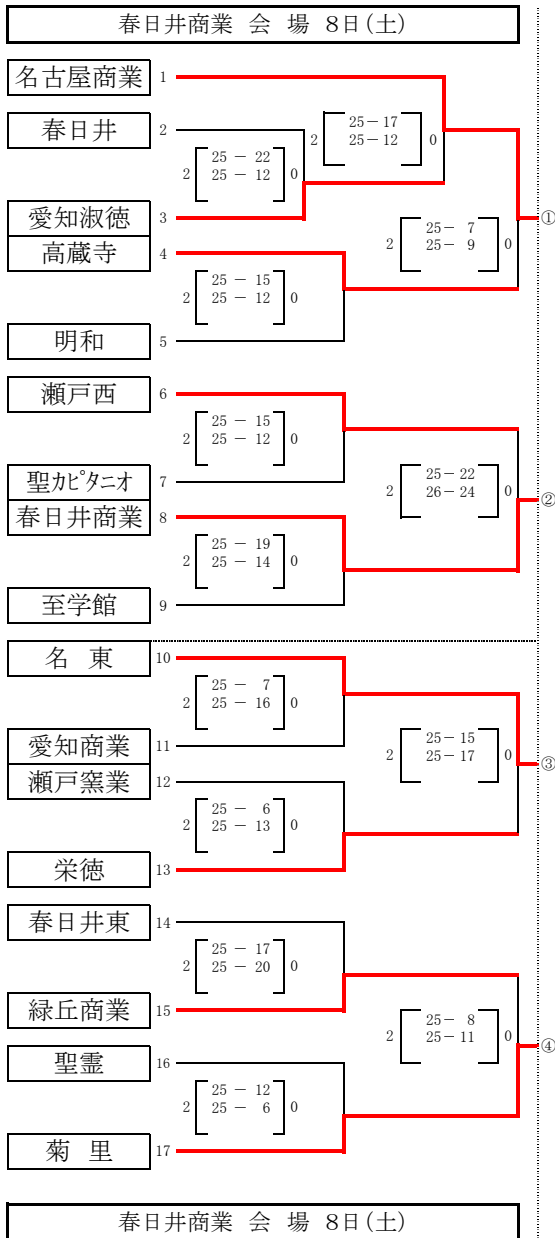 春日井商業 会 場 8日(土)
名古屋商業 1
春日井 2
25－17
2 25－12 0
25 － 22
2 25 － 12 0
愛知淑徳 3
①
高蔵寺 4
25－ 7
2 25－ 9 0
25 － 15
2 25 － 12 0
明和 5
瀬戸西 6
25 － 15
2 25 － 12 0
聖カピタニオ 7
25－22
2 26－24 0
②
春日井商業 8
25 － 19
2 25 － 14 0
至学館 9
名 東 10
25 － 7
2 25 － 16 0
愛知商業 11
25－15
2 25－17 0
③
瀬戸窯業 12
25 － 6
2 25 － 13 0
栄徳 13
春日井東 14
25 － 17
2 25 － 20 0
緑丘商業 15
25－ 8
2 25－11 0
④
聖霊 16
25 － 12
2 25 － 6 0
菊 里 17
春日井商業 会 場 8日(土)